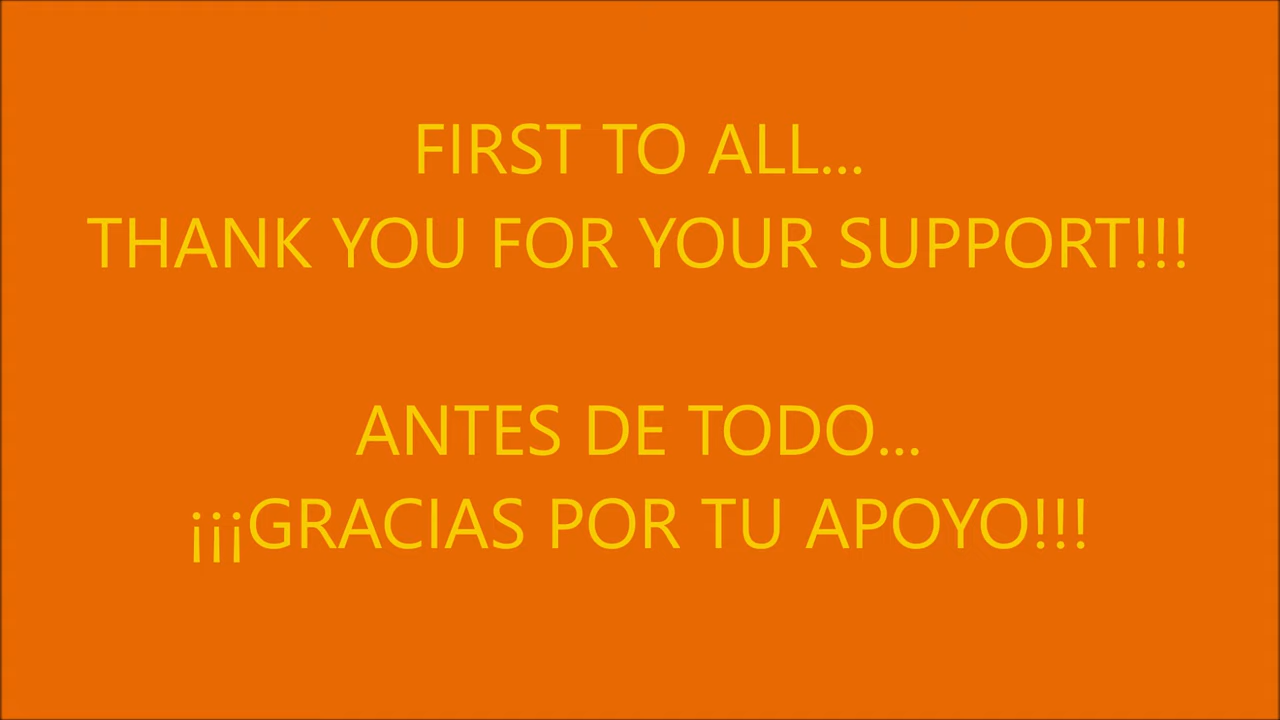 FIRST TO ALL...
THANK YOU FOR YOUR SUPPORT!!!
ANTES DE TODO...
¡¡¡GRACIAS POR TU APOYO!!!